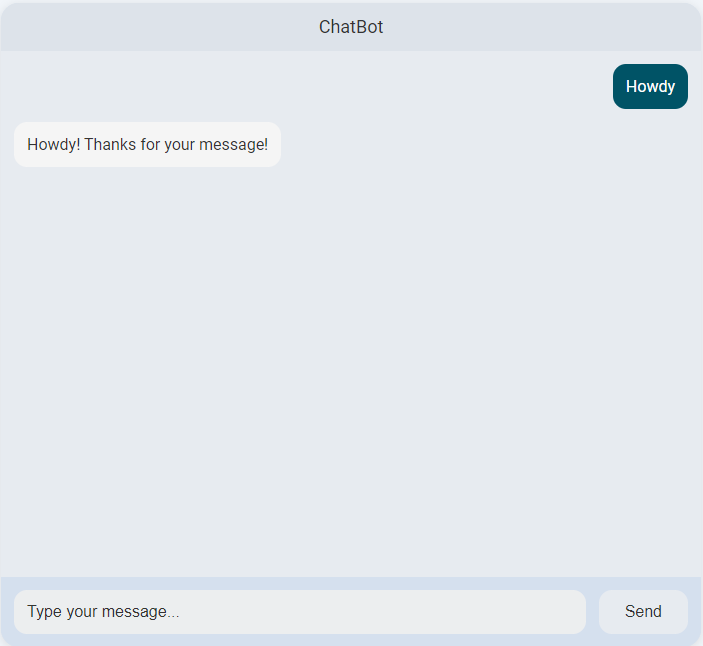 ChatBot
Howdy
Howdy! Thanks for your message!
Type your message...
Send